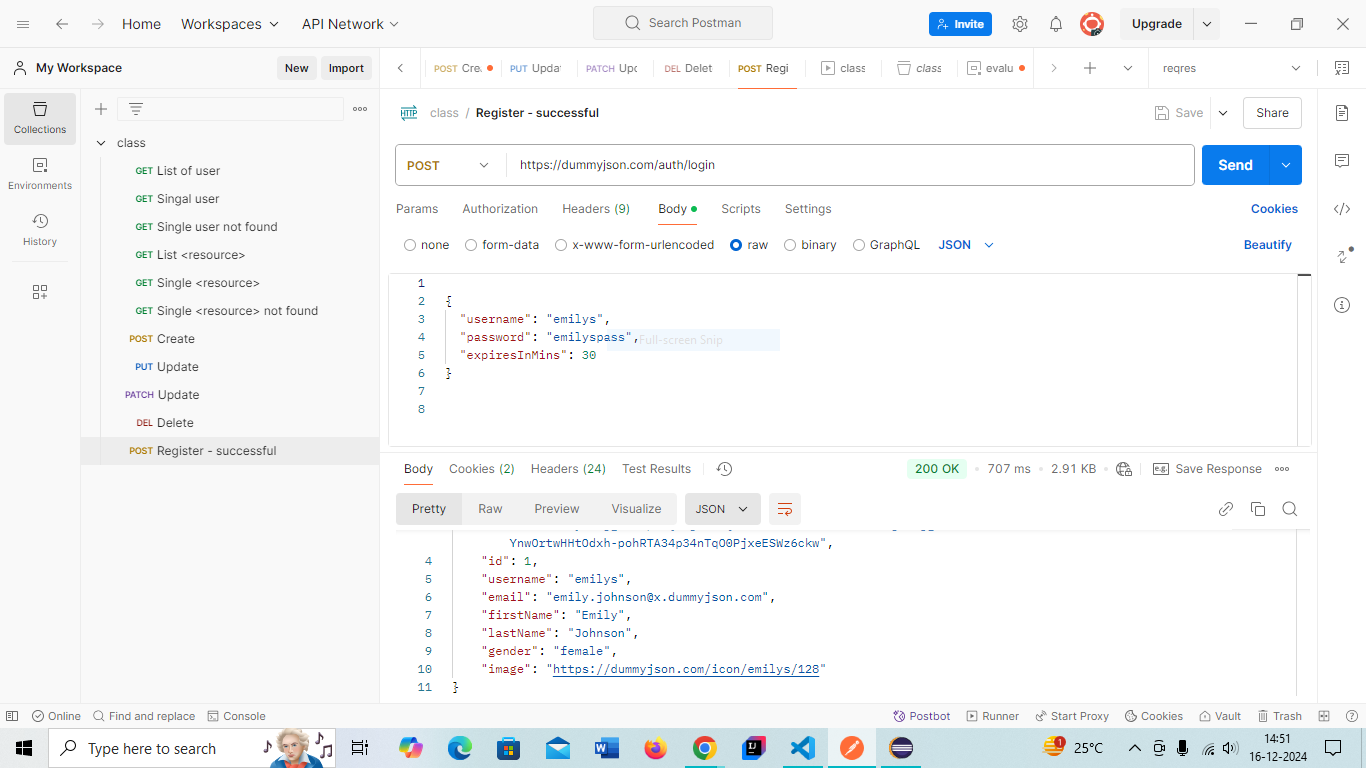 Home
Workspaces
API Network
Search Postman
Invite
Upgrade
My Workspace
New
Import
POST Cre
PUT Updat
PATCH Upd
DEL Delet
POST Regi
class
class
evalu
reqres
Collections
Environments
History
class
GET List of user
GET Singal user
GET Single user not found
GET List <resource>
GET Single <resource>
GET Single <resource> not found
POST Create
PUT Update
PATCH Update
DEL Delete
POST Register - successful
HTTP
class / Register - successful
Save
Share
POST
https://dummyjson.com/auth/login
Send
Params
Authorization
Headers (9)
Body
Scripts
Settings
Cookies
none
form-data
x-www-form-urlencoded
raw
binary
GraphQL
JSON
Beautify
1
2 {
3 "username": "emilys",
4 "password": "emilyspass",
Full-screen Snip
5 "expiresInMins": 30
6 }
7
8
Body
Cookies (2)
Headers (24)
Test Results
200 OK
707 ms
2.91 KB
e.g.
Save Response
Pretty
Raw
Preview
Visualize
JSON
YnwOrtwHHtOdxh-pohRTA34p34nTqO0PjxeESWz6ckw",
4 "id": 1,
5 "username": "emilys",
6 "email": "emily.johnson@x.dummyjson.com",
7 "firstName": "Emily",
8 "lastName": "Johnson",
9 "gender": "female",
10 "image": "https://dummyjson.com/icon/emilys/128"
11 }
Online
Find and replace
Console
Postbot
Runner
Start Proxy
Cookies
Vault
Trash
Type here to search
1
25°C
14:51
16-12-2024